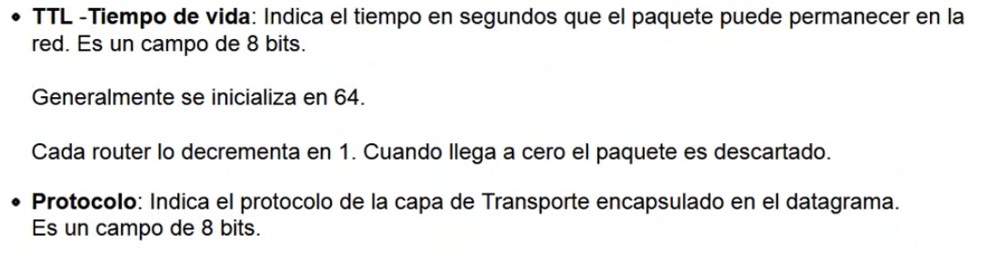 • TTL -Tiempo de vida: Indica el tiempo en segundos que el paquete puede permanecer en la
red. Es un campo de 8 bits.
Generalmente se inicializa en 64.
Cada router lo decrementa en 1. Cuando llega a cero el paquete es descartado.
• Protocolo: Indica el protocolo de la capa de Transporte encapsulado en el datagrama.
Es un campo de 8 bits.